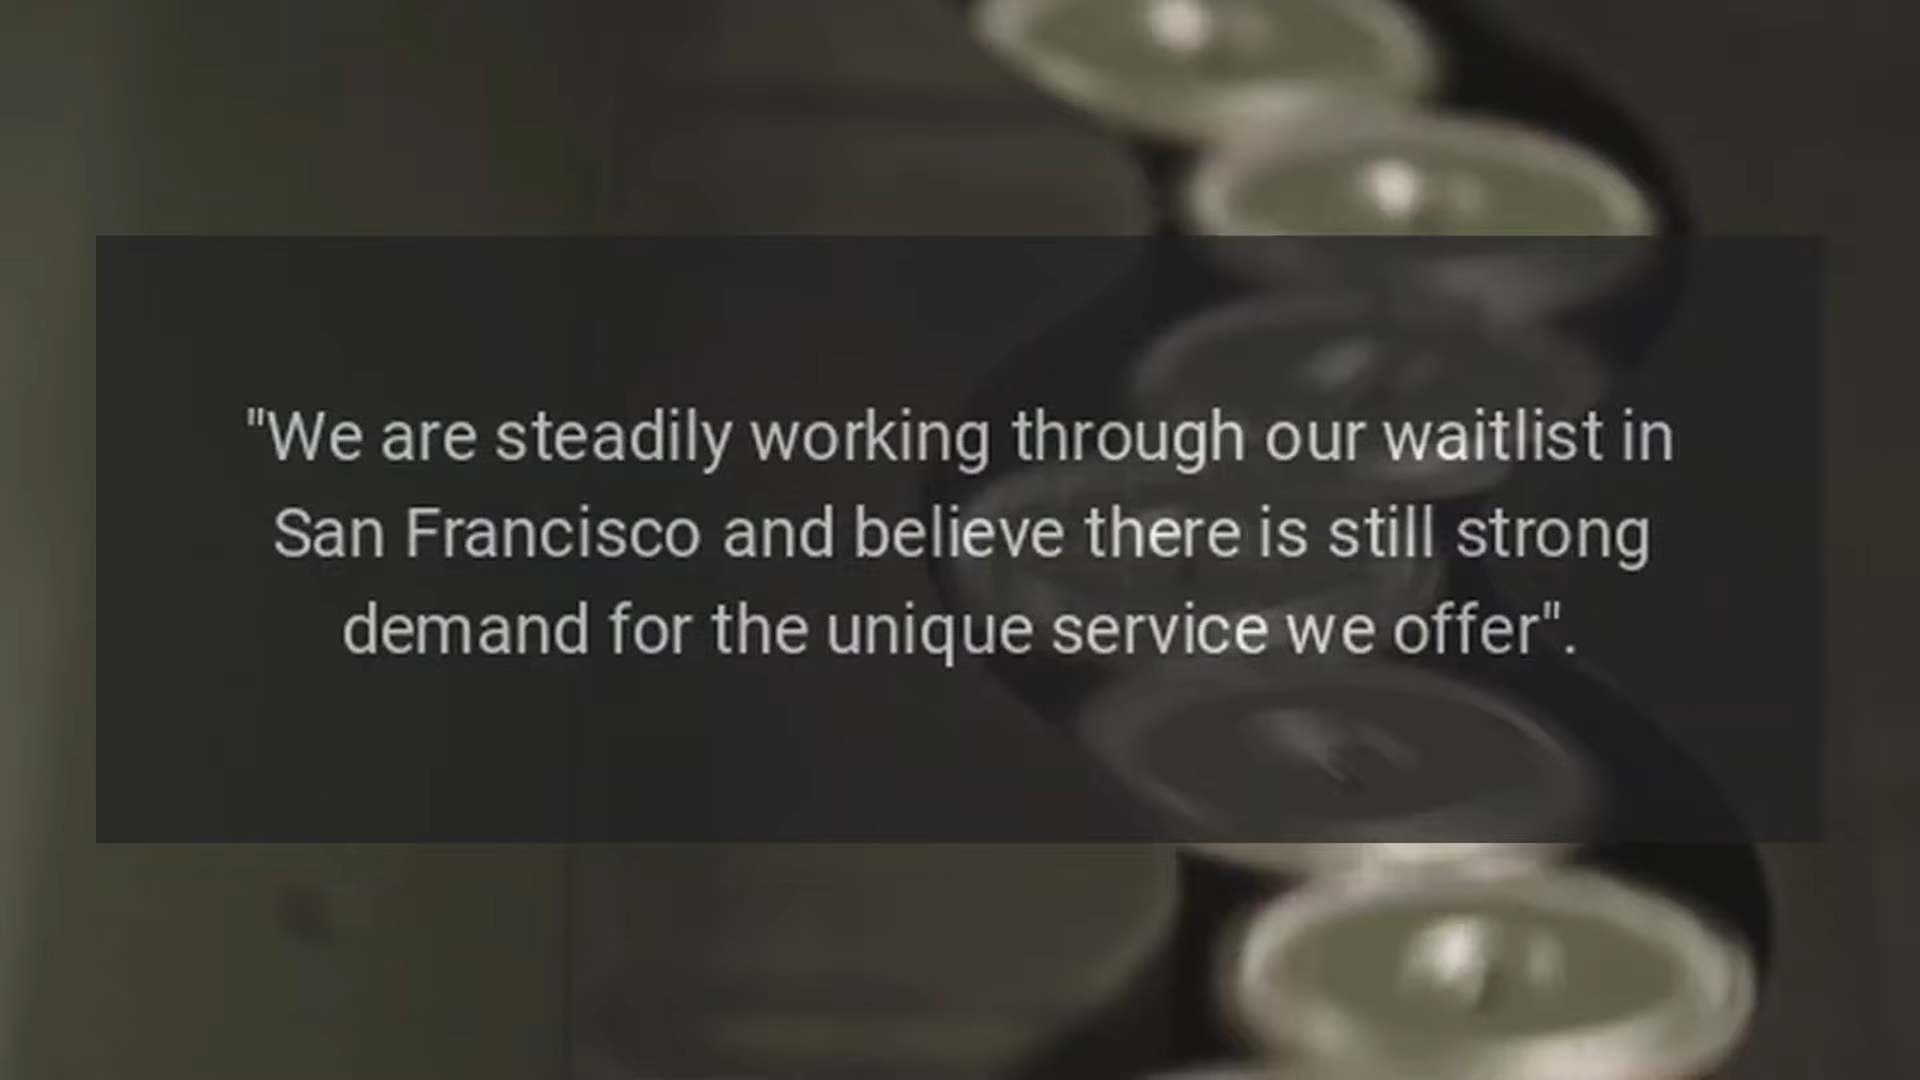 "We are steadily working through our waitlist in
San Francisco and believe there is still strong
demand for the unique service we offer".